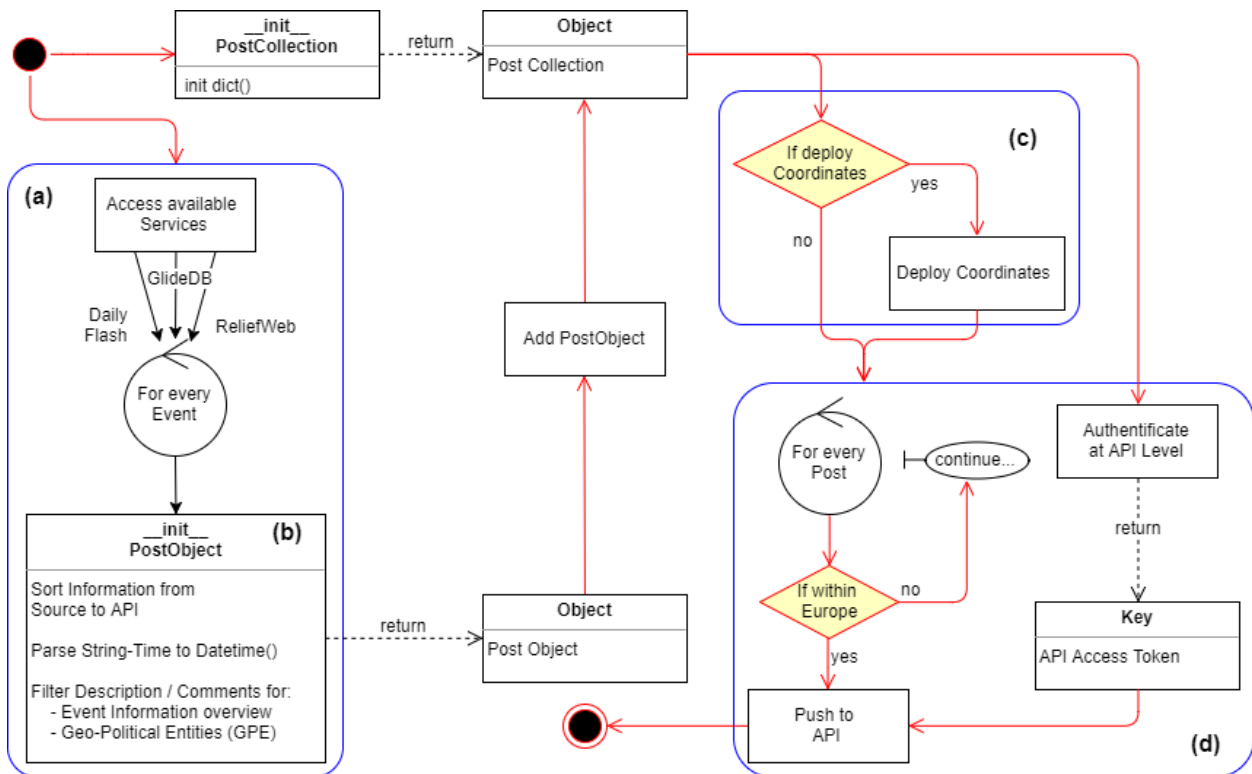 __init__
PostCollection
init dict()
return
Object
Post Collection
(a)
Access available
Services
GlideDB
Daily
Flash
ReliefWeb
For every
Event
__init__
PostObject
(b)
Sort Information from
Source to API
Parse String-Time to Datetime()
Filter Description / Comments for:
- Event Information overview
- Geo-Political Entities (GPE)
return
Object
Post Object
Add PostObject
(c)
If deploy
Coordinates
yes
no
Deploy Coordinates
For every
Post
continue...
If within
Europe
no
yes
Push to
API
Authentificate
at API Level
return
Key
API Access Token
(d)